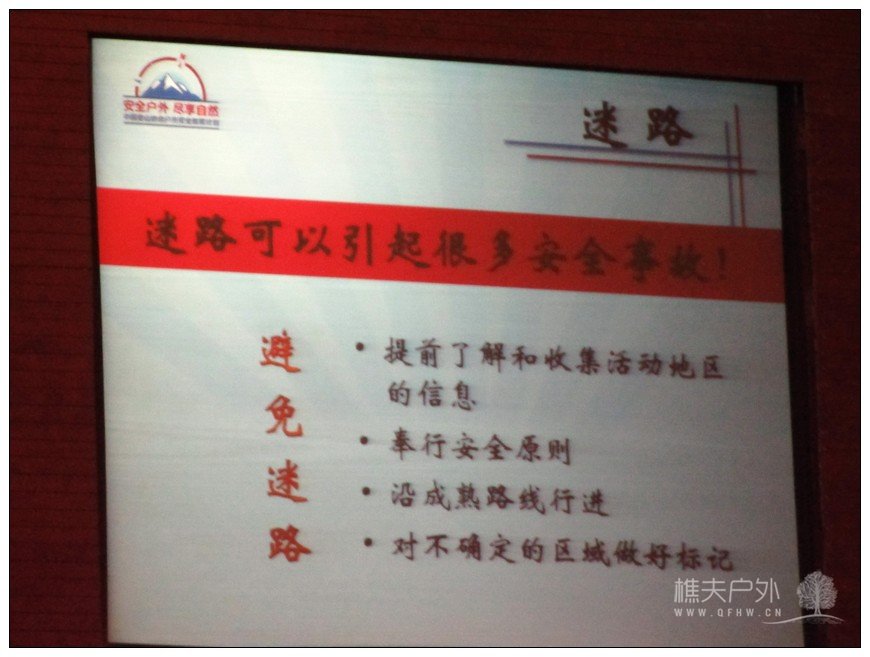 安全户外 尽享自然
迷路
迷路可以引起很多安全事故!
避免迷路
• 提前了解和收集活动地区
的信息
• 奉行安全原则
• 沿成熟路线行进
• 对不确定的区域做好标记
樵夫户外
WWW.QFHW.CN